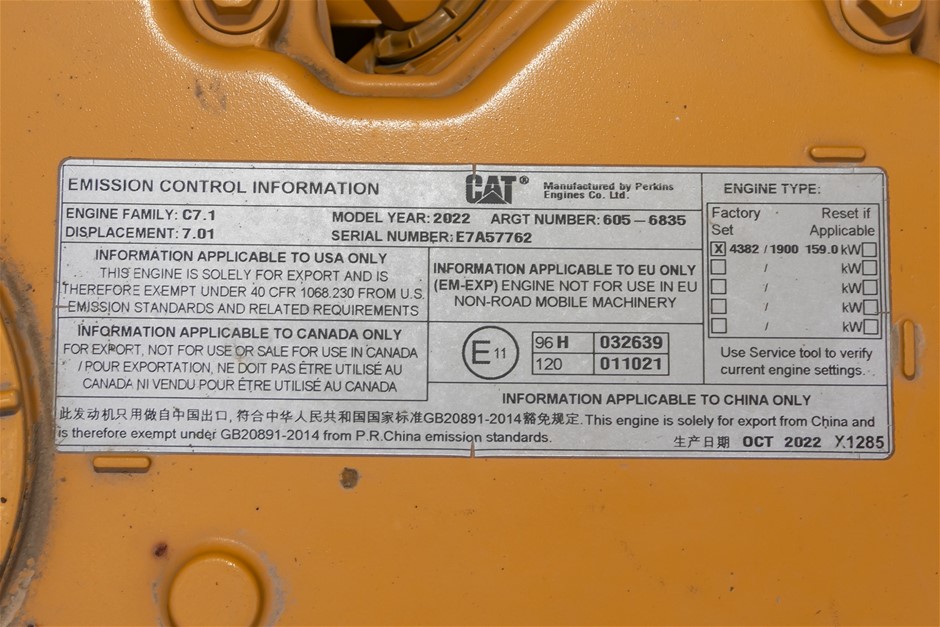 EMISSION CONTROL INFORMATION
CAT®
Manufactured by Perkins
Engines Co. Ltd.
ENGINE FAMILY: C7.1
MODEL YEAR: 2022 ARGT NUMBER: 605-6835
DISPLACEMENT: 7.01
SERIAL NUMBER: E7A57762
ENGINE TYPE:
Factory Reset if
Set Applicable
X 4382 / 1900 159.0 kW
/ kW
/ kW
/ kW
/ kW
Use Service tool to verify
current engine settings.
INFORMATION APPLICABLE TO USA ONLY
THIS ENGINE IS SOLELY FOR EXPORT AND IS
THEREFORE EXEMPT UNDER 40 CFR 1068.230 FROM U.S.
EMISSION STANDARDS AND RELATED REQUIREMENTS
INFORMATION APPLICABLE TO EU ONLY
(EM-EXP) ENGINE NOT FOR USE IN EU
NON-ROAD MOBILE MACHINERY
INFORMATION APPLICABLE TO CANADA ONLY
FOR EXPORT, NOT FOR USE OR SALE FOR USE IN CANADA
/ POUR EXPORTATION, NE DOIT PAS ÊTRE UTILISÉ AU
CANADA NI VENDU POUR ÊTRE UTILISÉ AU CANADA
E 11
96 H 032639
120 011021
INFORMATION APPLICABLE TO CHINA ONLY
此发动机只用做自中国出口, 符合中华人民共和国国家标准GB20891-2014豁免规定. This engine is solely for export from China and
is therefore exempt under GB20891-2014 from P.R.China emission standards.
生产日期 OCT 2022 X1285